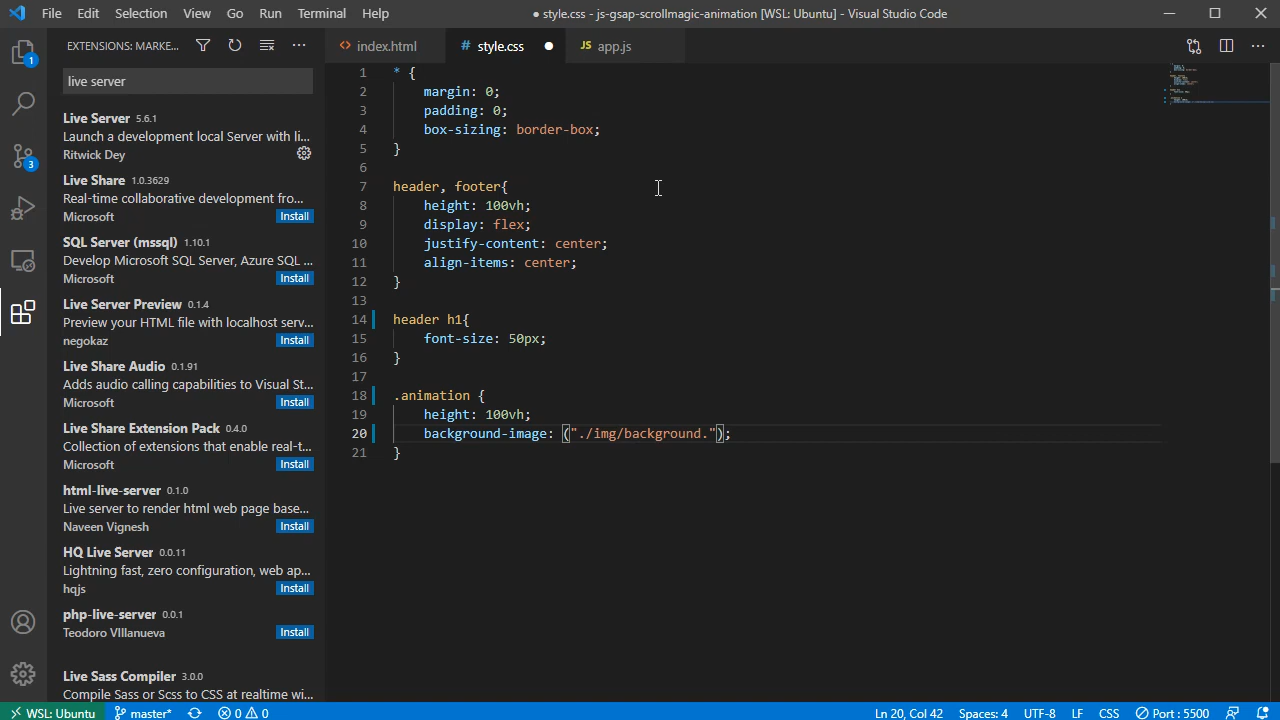 File Edit Selection View Go Run Terminal Help
● style.css - js-gsap-scrollmagic-animation [WSL: Ubuntu] - Visual Studio Code
EXTENSIONS: MARKE...
live server
Live Server 5.6.1
Launch a development local Server with li...
Ritwick Dey
Live Share 1.0.3629
Real-time collaborative development fro...
Microsoft Install
SQL Server (mssql) 1.10.1
Develop Microsoft SQL Server, Azure SQL ...
Microsoft Install
Live Server Preview 0.1.4
Preview your HTML file with localhost serv...
negokaz Install
Live Share Audio 0.1.91
Adds audio calling capabilities to Visual St...
Microsoft Install
Live Share Extension Pack 0.4.0
Collection of extensions that enable real-t...
Microsoft Install
html-live-server 0.1.0
Live server to render html web page base...
Naveen Vignesh Install
HQ Live Server 0.0.11
Lightning fast, zero configuration, web ap...
hqjs Install
php-live-server 0.0.1
Teodoro VIllanueva Install
Live Sass Compiler 3.0.0
Compile Sass or Scss to CSS at realtime wi...
1
3
<> index.html # style.css ● JS app.js
1 * {
2 margin: 0;
3 padding: 0;
4 box-sizing: border-box;
5 }
6
7 header, footer{
8 height: 100vh;
9 display: flex;
10 justify-content: center;
11 align-items: center;
12 }
13
14 header h1{
15 font-size: 50px;
16 }
17
18 .animation {
19 height: 100vh;
20 background-image: ("./img/background.");
21 }
WSL: Ubuntu master* 0 0 Ln 20, Col 42 Spaces: 4 UTF-8 LF CSS Port : 5500